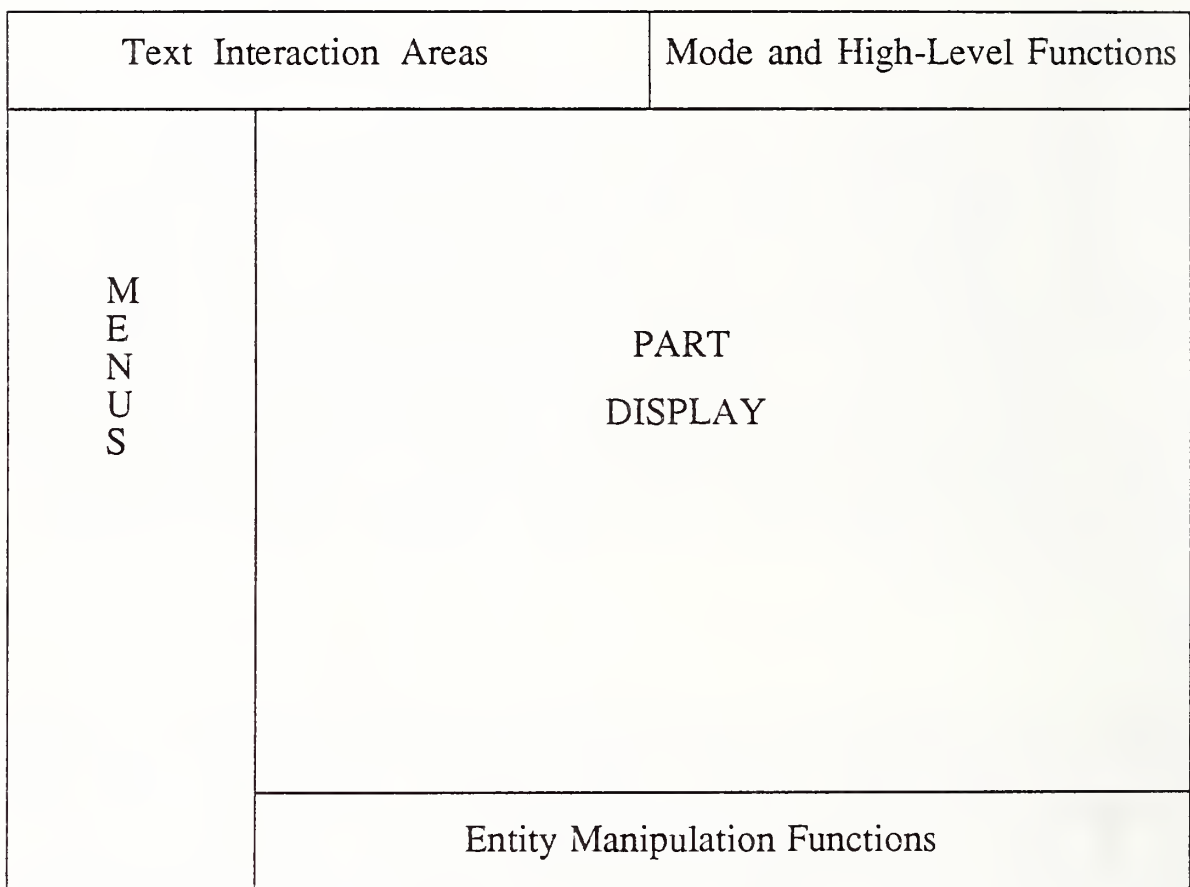 Text Interaction Areas
Mode and High-Level Functions
M
E
N
U
S
PART
DISPLAY
Entity Manipulation Functions